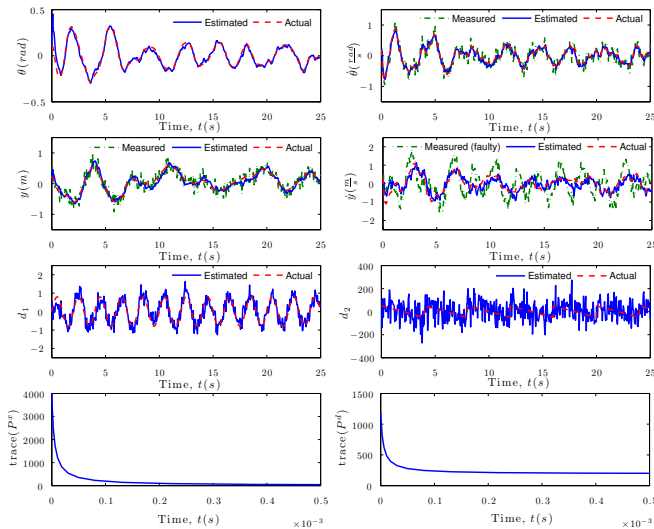 Estimated Actual
0.5
0
−0.5
θ(rad)
0 5 10 15 20 25
Time, t(s)
Measured Estimated Actual
1
0
−1
θ̇(rad/s)
0 5 10 15 20 25
Time, t(s)
Measured Estimated Actual
1
0
−1
y(m)
0 5 10 15 20 25
Time, t(s)
Measured (faulty) Estimated Actual
2
1
0
−1
−2
ẏ(m/s)
0 5 10 15 20 25
Time, t(s)
Estimated Actual
2
1
0
−1
−2
d₁
0 5 10 15 20 25
Time, t(s)
Estimated Actual
400
200
0
−200
−400
d₂
0 5 10 15 20 25
Time, t(s)
4000
3000
2000
1000
0
trace(Pˣ)
0 0.1 0.2 0.3 0.4 0.5
Time, t(s)
×10⁻³
1500
1000
500
0
trace(Pᵈ)
0 0.1 0.2 0.3 0.4 0.5
Time, t(s)
×10⁻³